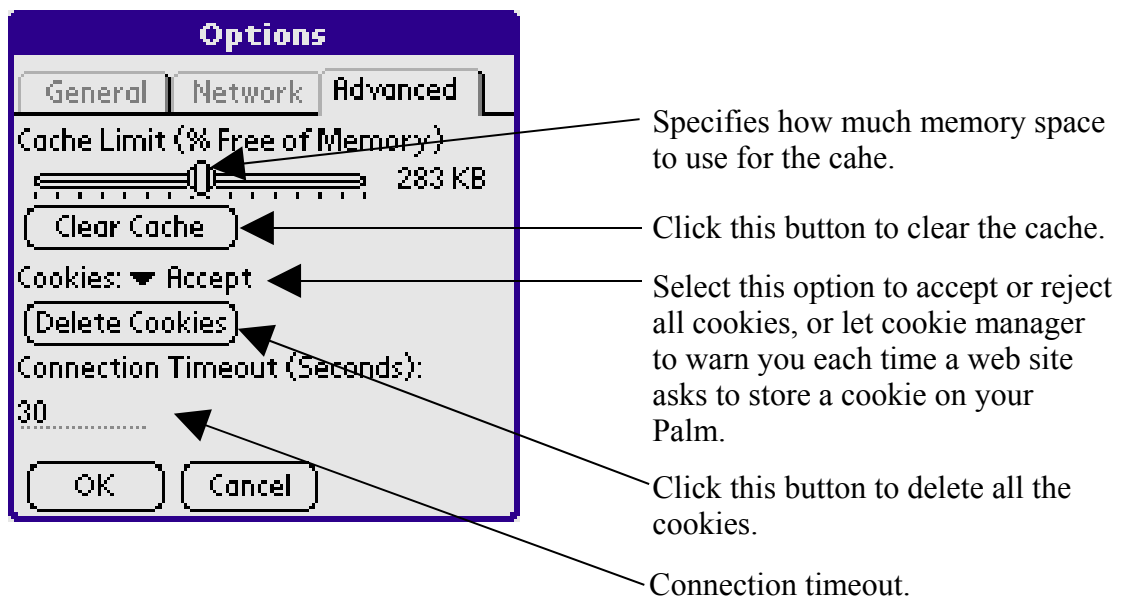 Options
General Network Advanced
Cache Limit (% Free of Memory)
283 KB
Clear Cache
Cookies: Accept
Delete Cookies
Connection Timeout (Seconds):
30
OK Cancel
Specifies how much memory space
to use for the cahe.
Click this button to clear the cache.
Select this option to accept or reject
all cookies, or let cookie manager
to warn you each time a web site
asks to store a cookie on your
Palm.
Click this button to delete all the
cookies.
Connection timeout.